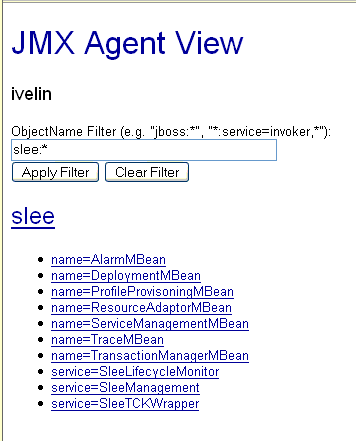 JMX Agent View
ivelin
ObjectName Filter (e.g. "jboss:*", "*:service=invoker,*"):
slee:*
Apply Filter Clear Filter
slee
name=AlarmMBean
name=DeploymentMBean
name=ProfileProvisioningMBean
name=ResourceAdaptorMBean
name=ServiceManagementMBean
name=TraceMBean
name=TransactionManagerMBean
service=SleeLifecycleMonitor
service=SleeManagement
service=SleeTCKWrapper